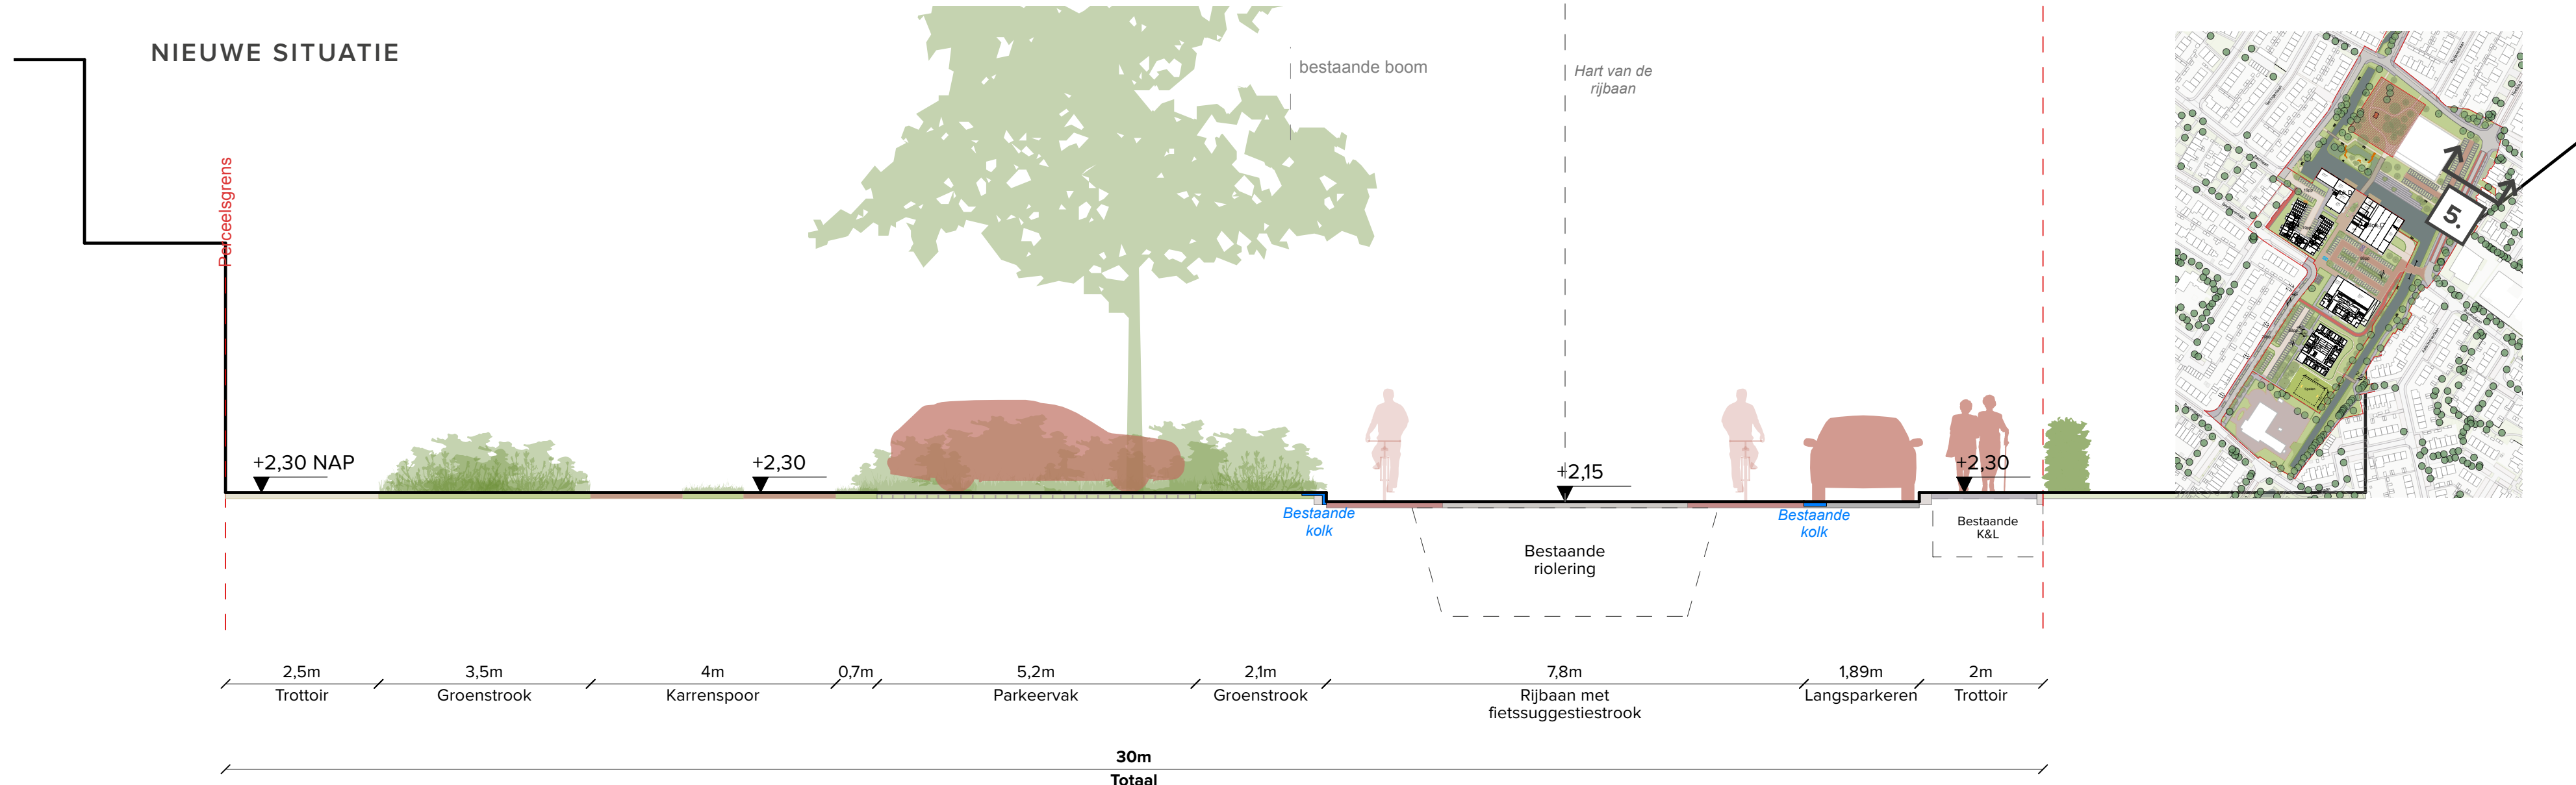 NIEUWE SITUATIE
bestaande boom
Hart van de
rijbaan
Perceelsgrens
5.
+2,30 NAP
+2,30
+2,15
+2,30
Bestaande
kolk
Bestaande
kolk
Bestaande
K&L
Bestaande
riolering
2,5m
3,5m
4m
0,7m
5,2m
2,1m
7,8m
1,89m
2m
Trottoir
Groenstrook
Karrenspoor
Parkeervak
Groenstrook
Rijbaan met
fietssuggestiestrook
Langsparkeren
Trottoir
30m
Totaal